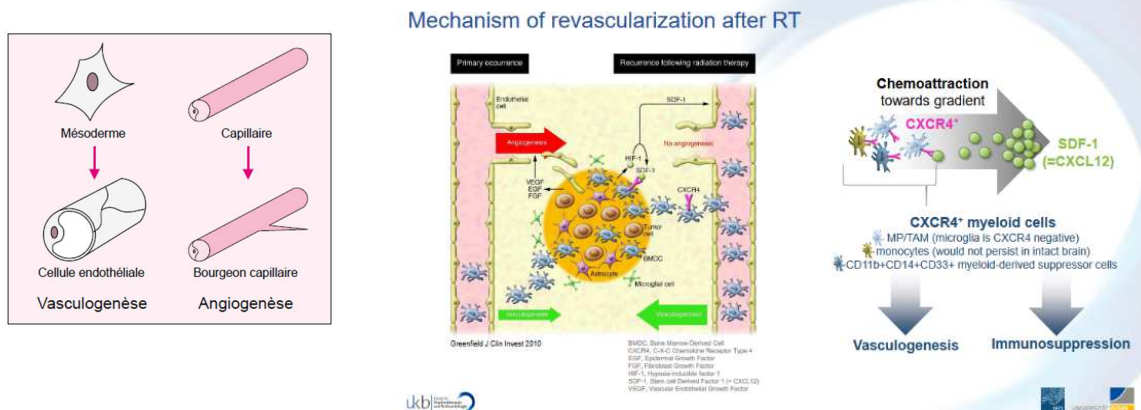 Mésoderme
Capillaire
Cellule endothéliale
Bourgeon capillaire
Vasculogenèse
Angiogenèse
Mechanism of revascularization after RT
Primary occurrence
Recurrence following radiation therapy
Endothelial
cell
SDF-1
Angiogenesis
No angiogenesis
HIF-1
SDF-1
VEGF
EGF
FGF
CXCR4
Tumor
cell
BMDC
Astrocyte
Microglial cell
Vasculogenesis
Vasculogenesis
Greenfield J Clin Invest 2010
BMDC, Bone Marrow-Derived Cell
CXCR4, C-X-C Chemokine Receptor Type 4
EGF, Epidermal Growth Factor
FGF, Fibroblast Growth Factor
HIF-1, Hypoxia-inducible factor 1
SDF-1, Stem cell Derived Factor 1 (= CXCL12)
VEGF, Vascular Endothelial Growth Factor
ukb
Chemoattraction
towards gradient
CXCR4⁺
SDF-1
(=CXCL12)
CXCR4⁺ myeloid cells
MP/TAM (microglia is CXCR4 negative)
monocytes (would not persist in intact brain)
CD11b+CD14+CD33+ myeloid-derived suppressor cells
Vasculogenesis
Immunosuppression